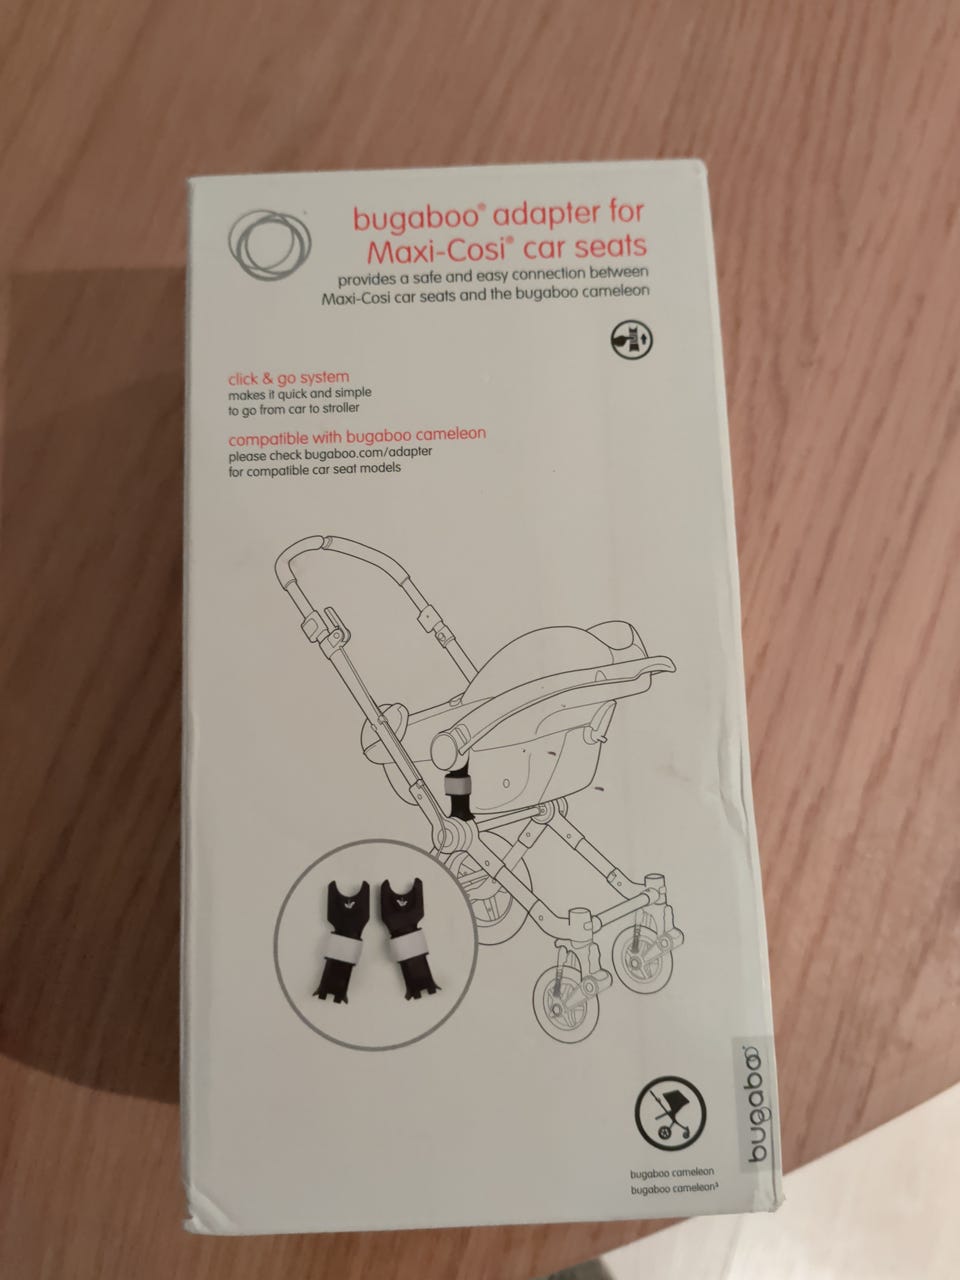 bugaboo® adapter for
Maxi-Cosi® car seats
provides a safe and easy connection between
Maxi-Cosi car seats and the bugaboo cameleon
click & go system
makes it quick and simple
to go from car to stroller
compatible with bugaboo cameleon
please check bugaboo.com/adapter
for compatible car seat models
bugaboo
bugaboo cameleon
bugaboo cameleon³